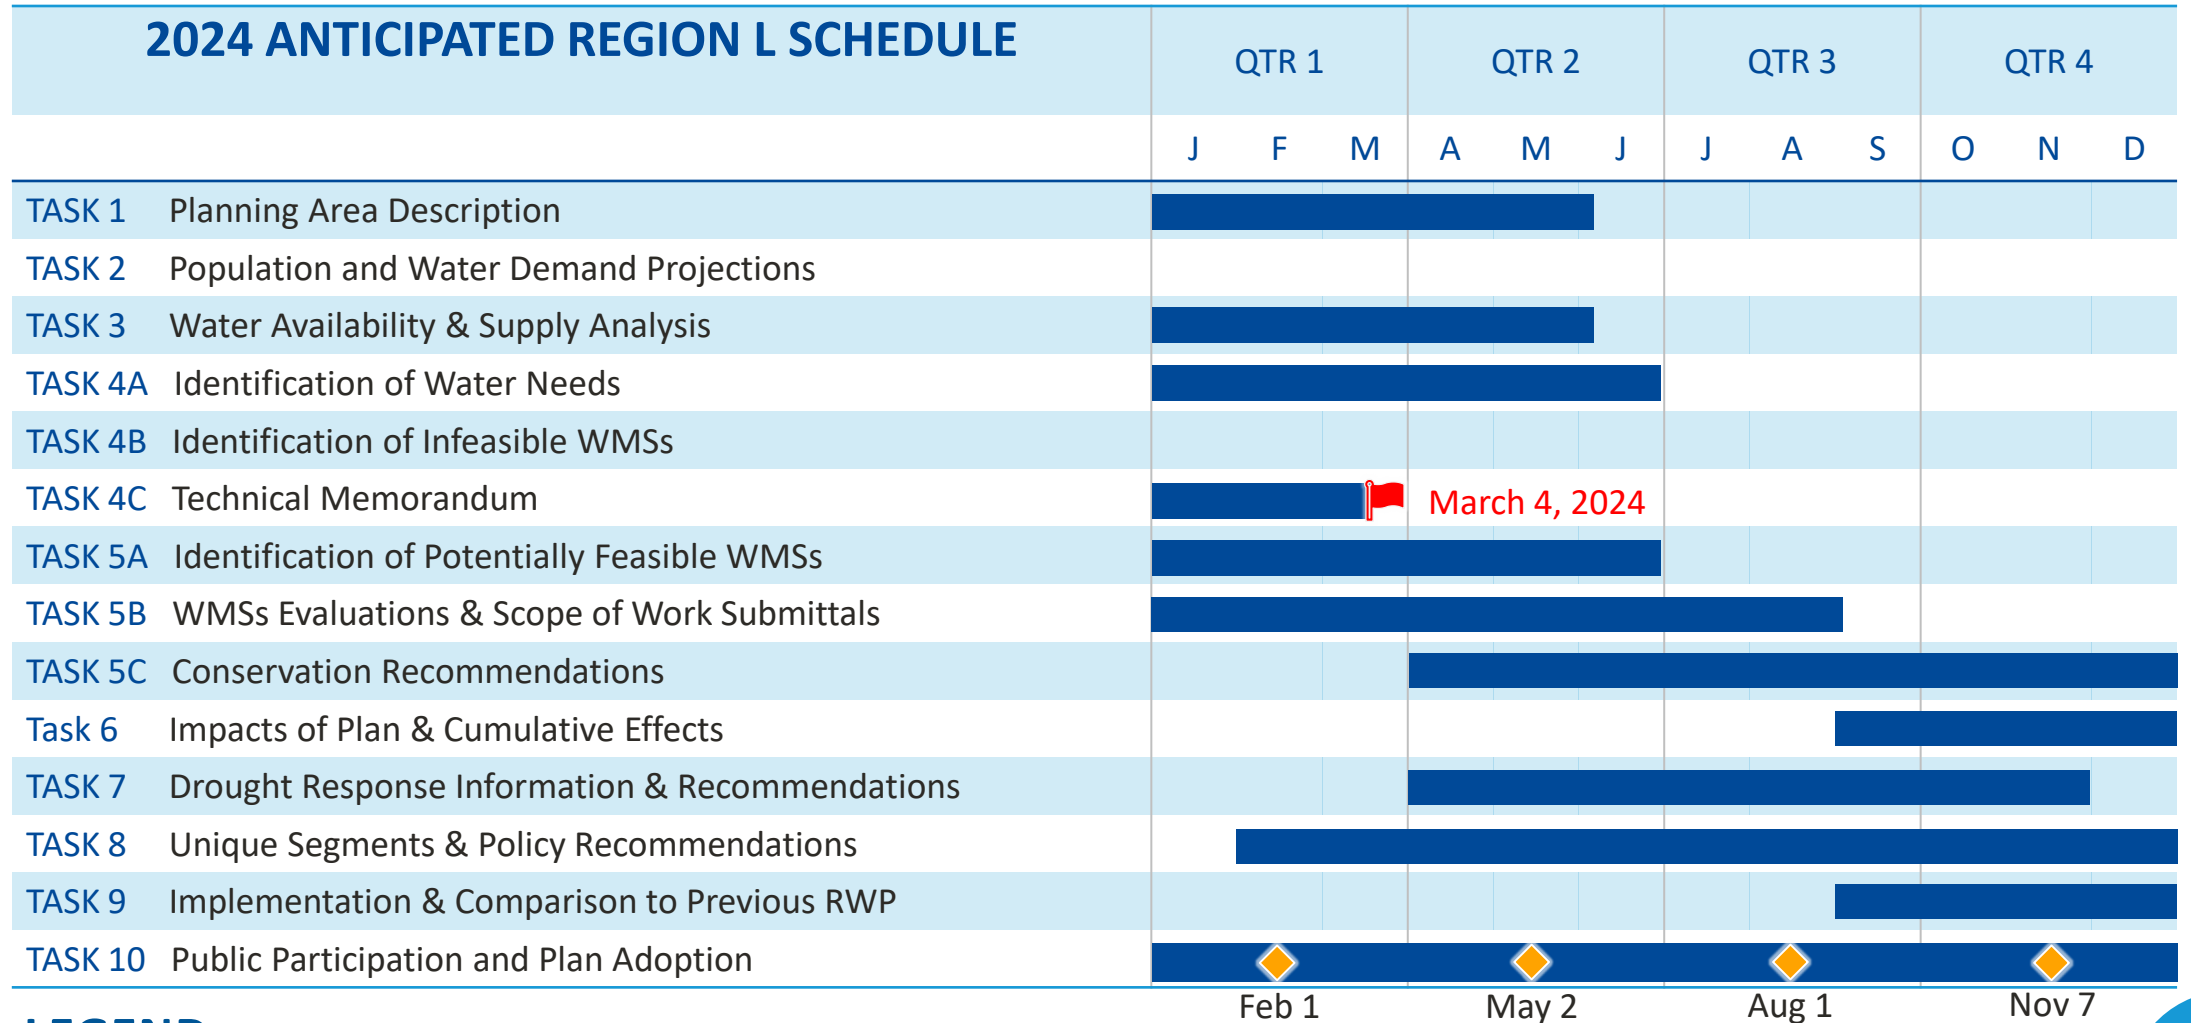 2024 ANTICIPATED REGION L SCHEDULE
QTR 1 QTR 2 QTR 3 QTR 4
J F M A M J J A S O N D
TASK 1 Planning Area Description
TASK 2 Population and Water Demand Projections
TASK 3 Water Availability & Supply Analysis
TASK 4A Identification of Water Needs
TASK 4B Identification of Infeasible WMSs
TASK 4C Technical Memorandum March 4, 2024
TASK 5A Identification of Potentially Feasible WMSs
TASK 5B WMSs Evaluations & Scope of Work Submittals
TASK 5C Conservation Recommendations
Task 6 Impacts of Plan & Cumulative Effects
TASK 7 Drought Response Information & Recommendations
TASK 8 Unique Segments & Policy Recommendations
TASK 9 Implementation & Comparison to Previous RWP
TASK 10 Public Participation and Plan Adoption
Feb 1 May 2 Aug 1 Nov 7
LEGEND